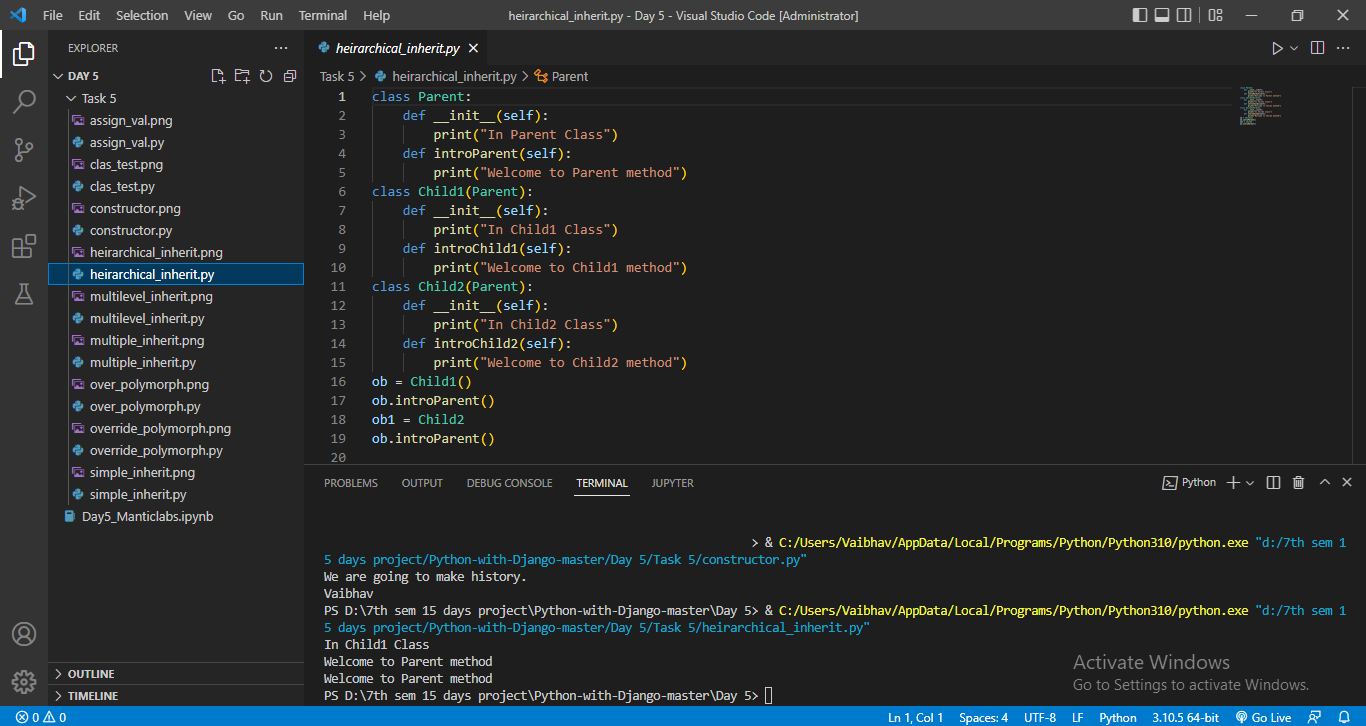 File Edit Selection View Go Run Terminal Help heirarchical_inherit.py - Day 5 - Visual Studio Code [Administrator]
EXPLORER
DAY 5
Task 5
assign_val.png
assign_val.py
clas_test.png
clas_test.py
constructor.png
constructor.py
heirarchical_inherit.png
heirarchical_inherit.py
multilevel_inherit.png
multilevel_inherit.py
multiple_inherit.png
multiple_inherit.py
over_polymorph.png
over_polymorph.py
override_polymorph.png
override_polymorph.py
simple_inherit.png
simple_inherit.py
Day5_Manticlabs.ipynb
OUTLINE
TIMELINE
heirarchical_inherit.py
Task 5 > heirarchical_inherit.py > Parent
1 class Parent:
2     def __init__(self):
3         print("In Parent Class")
4     def introParent(self):
5         print("Welcome to Parent method")
6 class Child1(Parent):
7     def __init__(self):
8         print("In Child1 Class")
9     def introChild1(self):
10         print("Welcome to Child1 method")
11 class Child2(Parent):
12     def __init__(self):
13         print("In Child2 Class")
14     def introChild2(self):
15         print("Welcome to Child2 method")
16 ob = Child1()
17 ob.introParent()
18 ob1 = Child2
19 ob.introParent()
20
PROBLEMS OUTPUT DEBUG CONSOLE TERMINAL JUPYTER Python
> & C:/Users/Vaibhav/AppData/Local/Programs/Python/Python310/python.exe "d:/7th sem 1
5 days project/Python-with-Django-master/Day 5/Task 5/constructor.py"
We are going to make history.
Vaibhav
PS D:\7th sem 15 days project\Python-with-Django-master\Day 5> & C:/Users/Vaibhav/AppData/Local/Programs/Python/Python310/python.exe "d:/7th sem 1
5 days project/Python-with-Django-master/Day 5/Task 5/heirarchical_inherit.py"
In Child1 Class
Welcome to Parent method
Welcome to Parent method
PS D:\7th sem 15 days project\Python-with-Django-master\Day 5>
Activate Windows
Go to Settings to activate Windows.
0 0 Ln 1, Col 1 Spaces: 4 UTF-8 LF Python 3.10.5 64-bit Go Live